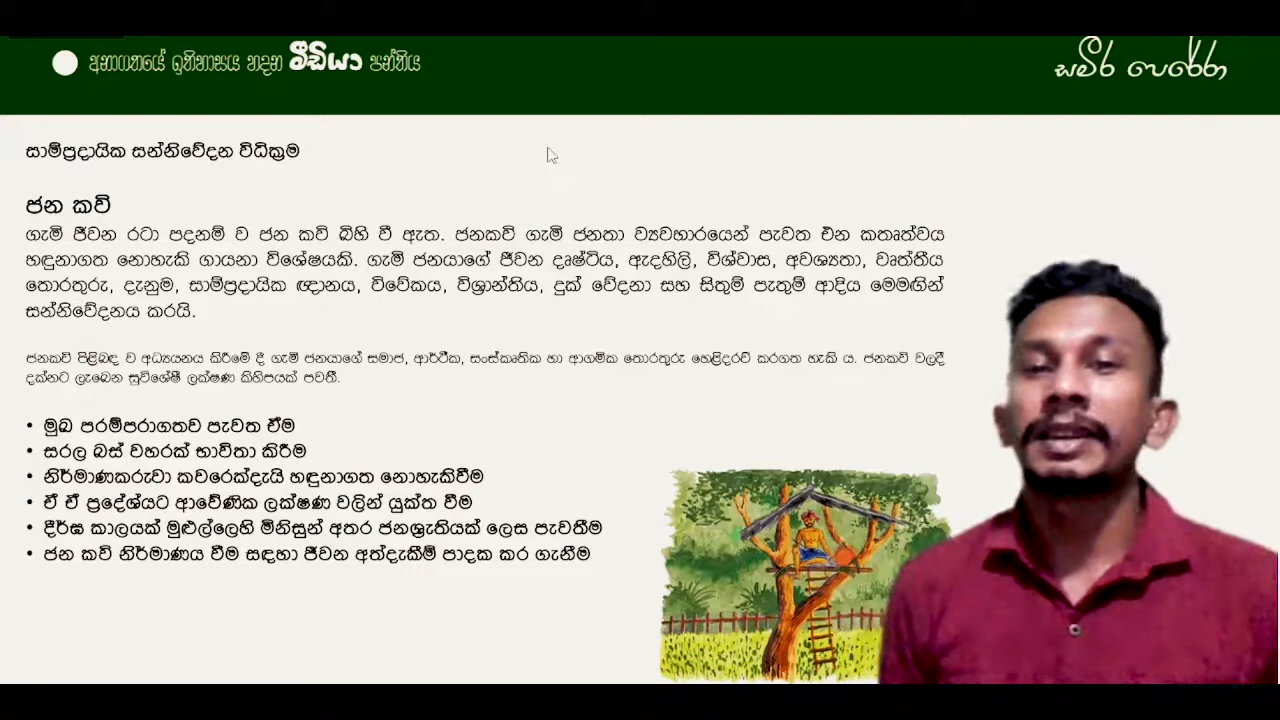 අනාගතයේ ඉතිහාසය හදන මීඩියා පන්තිය
සමීර පෙරේරා
සාම්ප්‍රදායික සන්නිවේදන විධික්‍රම
ජන කවි
ගැමි ජීවන රටා පදනම් ව ජන කවි බිහි වී ඇත. ජනකවි ගැමි ජනතා ව්‍යවහාරයෙන් පැවත එන කතෘත්වය
හඳුනාගත නොහැකි ගායනා විශේෂයකි. ගැමි ජනයාගේ ජීවන දෘෂ්ටිය, ඇදහිලි, විශ්වාස, අවශ්‍යතා, වෘත්තීය
තොරතුරු, දැනුම, සාම්ප්‍රදායික ඥානය, විවේකය, විශ්‍රාන්තිය, දුක් වේදනා සහ සිතුම් පැතුම් ආදිය මෙමඟින්
සන්නිවේදනය කරයි.
ජනකවි පිළිබඳ ව අධ්‍යයනය කිරීමේ දී ගැමි ජනයාගේ සමාජ, ආර්ථික, සංස්කෘතික හා ආගමික තොරතුරු හෙළිදරව් කරගත හැකි ය. ජනකවි වලදී
දක්නට ලැබෙන සුවිශේෂී ලක්ෂණ කිහිපයක් පවතී.
• මුඛ පරම්පරාගතව පැවත ඒම
• සරල බස් වහරක් භාවිතා කිරීම
• නිර්මාණකරුවා කවරෙක්දැයි හඳුනාගත නොහැකිවීම
• ඒ ඒ ප්‍රදේශයට ආවේණික ලක්ෂණ වලින් යුක්ත වීම
• දීර්ඝ කාලයක් මුළුල්ලෙහි මිනිසුන් අතර ජනශ්‍රැතියක් ලෙස පැවතීම
• ජන කවි නිර්මාණය වීම සඳහා ජීවන අත්දැකීම් පාදක කර ගැනීම